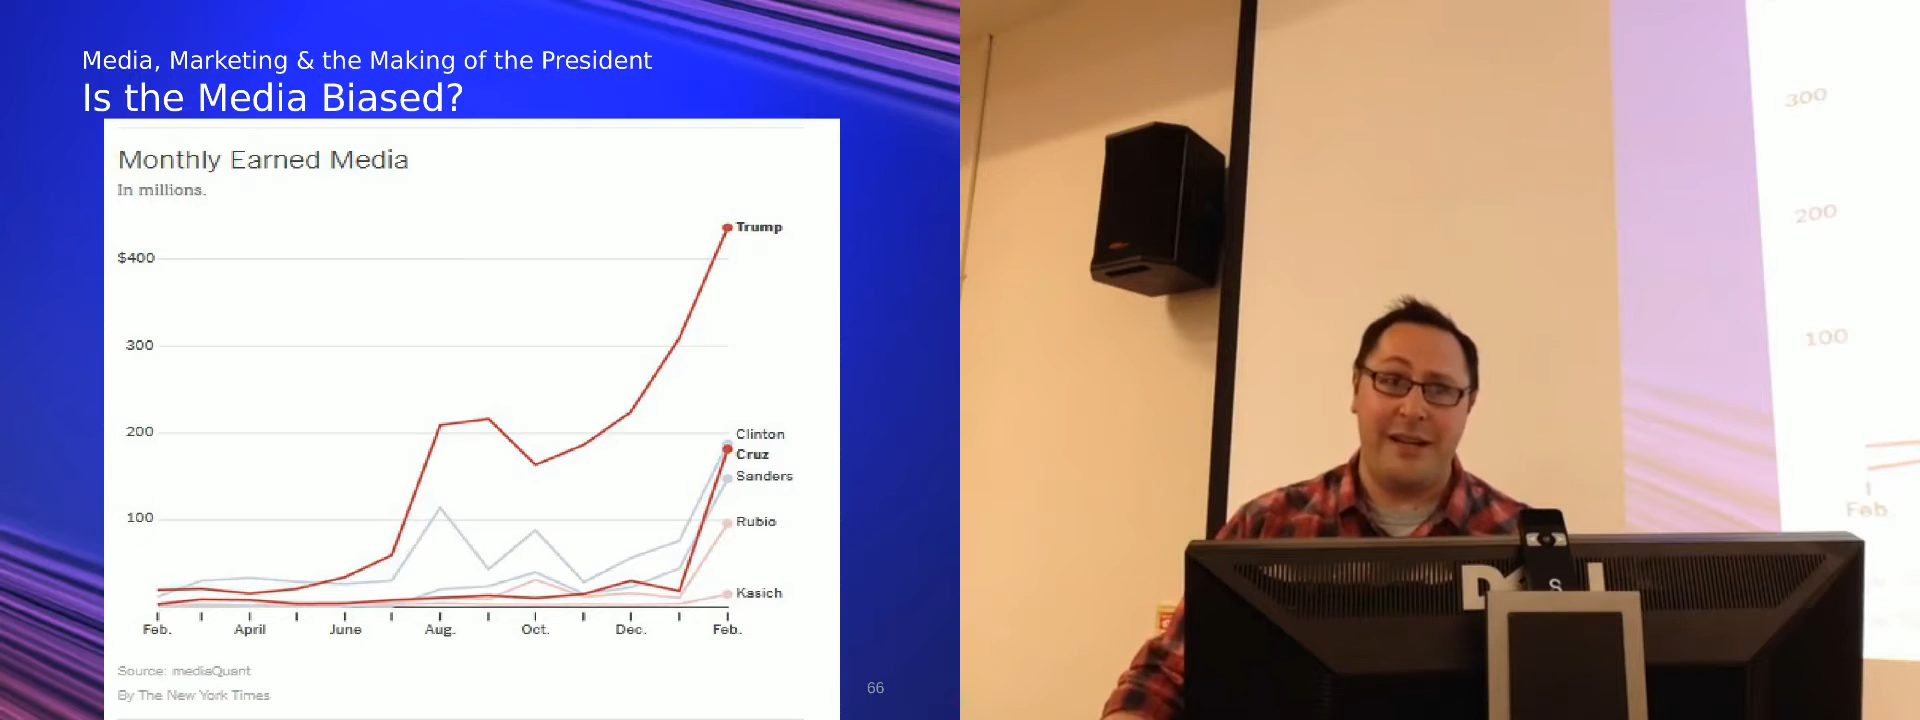 Media, Marketing & the Making of the President
Is the Media Biased?
Monthly Earned Media
In millions.
Trump
$400
300
Clinton
200
Cruz
Sanders
Rubio
100
Kasich
Feb. April June Aug. Oct. Dec. Feb.
Source: mediaQuant
By The New York Times
66
300
200
100
Feb.
S